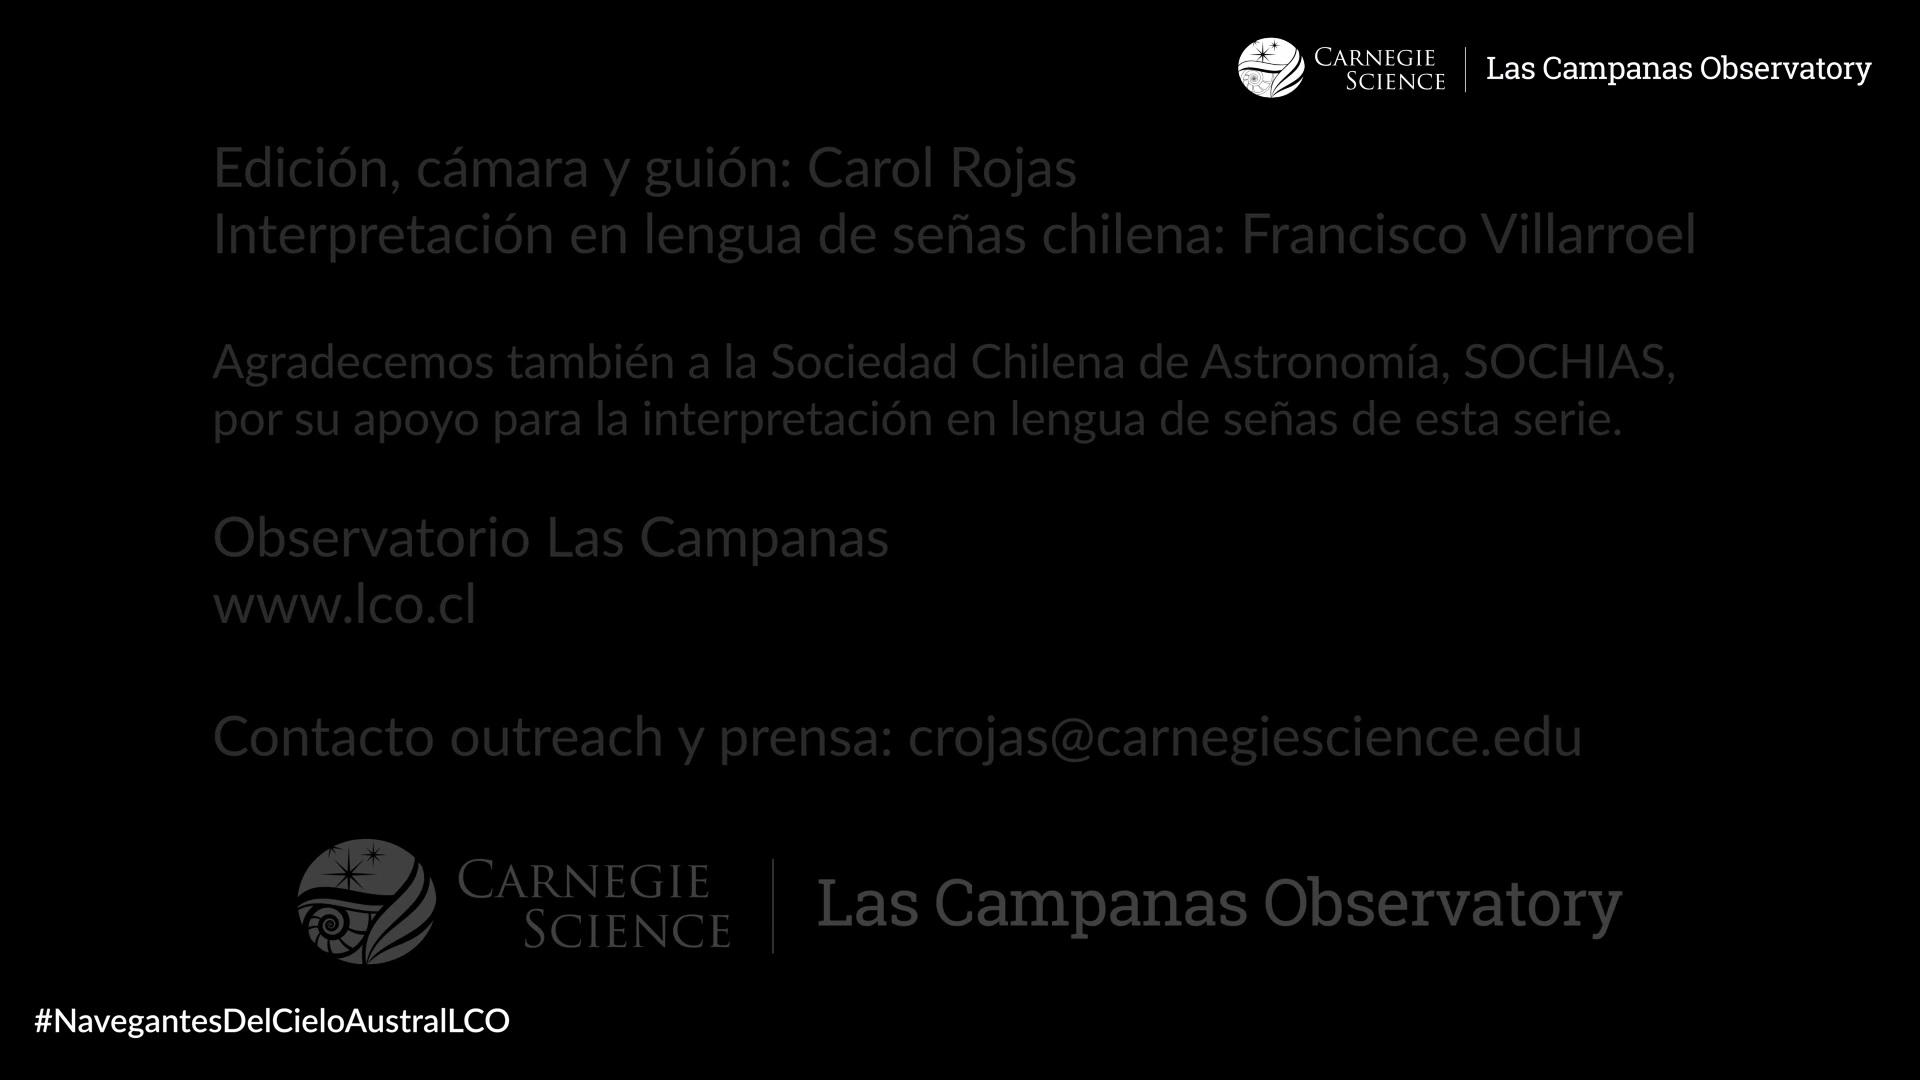 CARNEGIE
SCIENCE
Las Campanas Observatory
Edición, cámara y guión: Carol Rojas
Interpretación en lengua de señas chilena: Francisco Villarroel
Agradecemos también a la Sociedad Chilena de Astronomía, SOCHIAS,
por su apoyo para la interpretación en lengua de señas de esta serie.
Observatorio Las Campanas
www.lco.cl
Contacto outreach y prensa: crojas@carnegiescience.edu
CARNEGIE
SCIENCE
Las Campanas Observatory
#NavegantesDelCieloAustralLCO